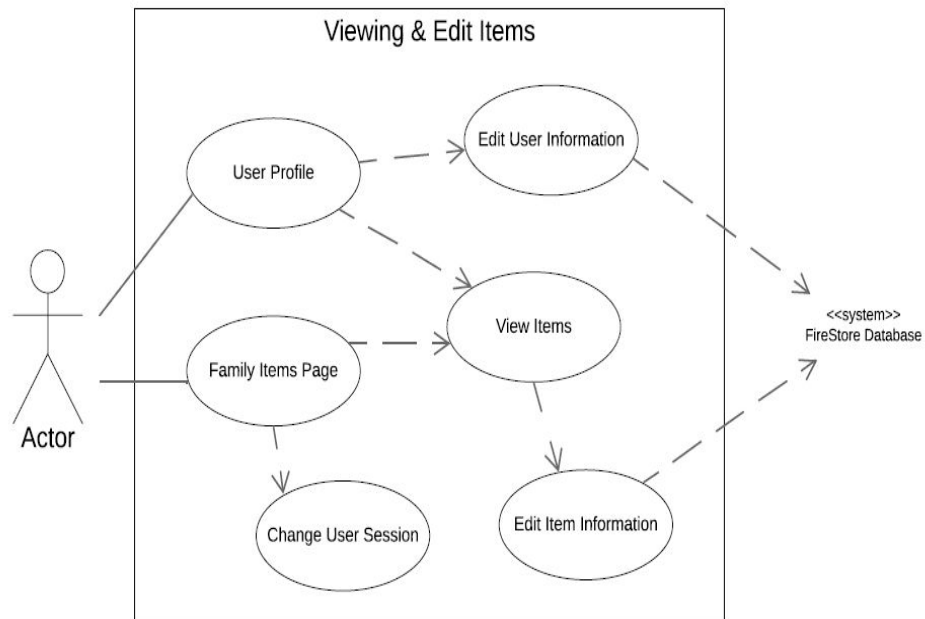 Viewing & Edit Items
Edit User Information
User Profile
View Items
<<system>>
FireStore Database
Family Items Page
Actor
Change User Session
Edit Item Information